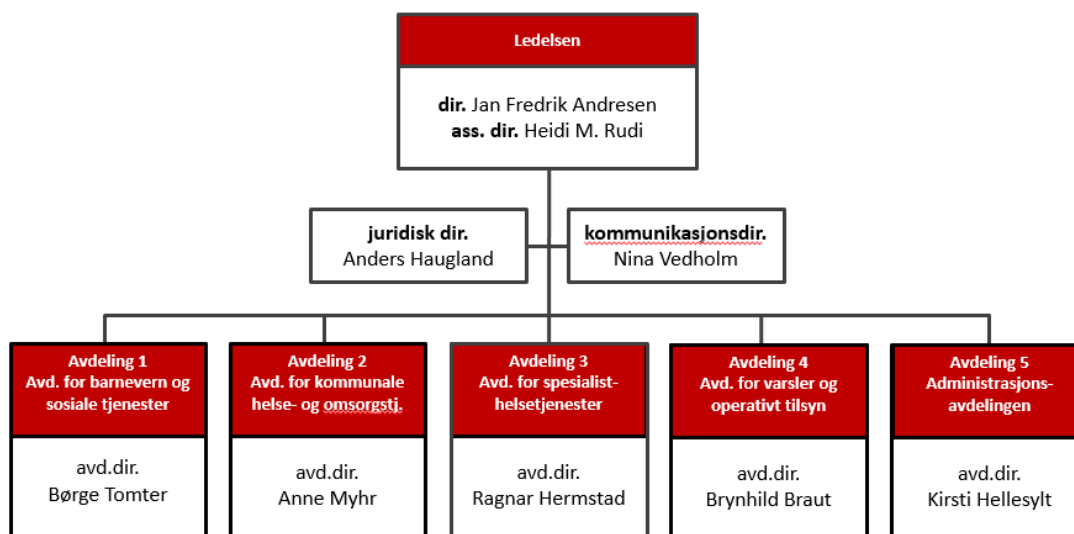 Ledelsen
dir. Jan Fredrik Andresen
ass. dir. Heidi M. Rudi
juridisk dir.
Anders Haugland
kommunikasjonsdir.
Nina Vedholm
Avdeling 1
Avd. for barnevern og
sosiale tjenester
avd.dir.
Børge Tomter
Avdeling 2
Avd. for kommunale
helse- og omsorgstj.
avd.dir.
Anne Myhr
Avdeling 3
Avd. for spesialist-
helsetjenester
avd.dir.
Ragnar Hermstad
Avdeling 4
Avd. for varsler og
operativt tilsyn
avd.dir.
Brynhild Braut
Avdeling 5
Administrasjons-
avdelingen
avd.dir.
Kirsti Hellesylt